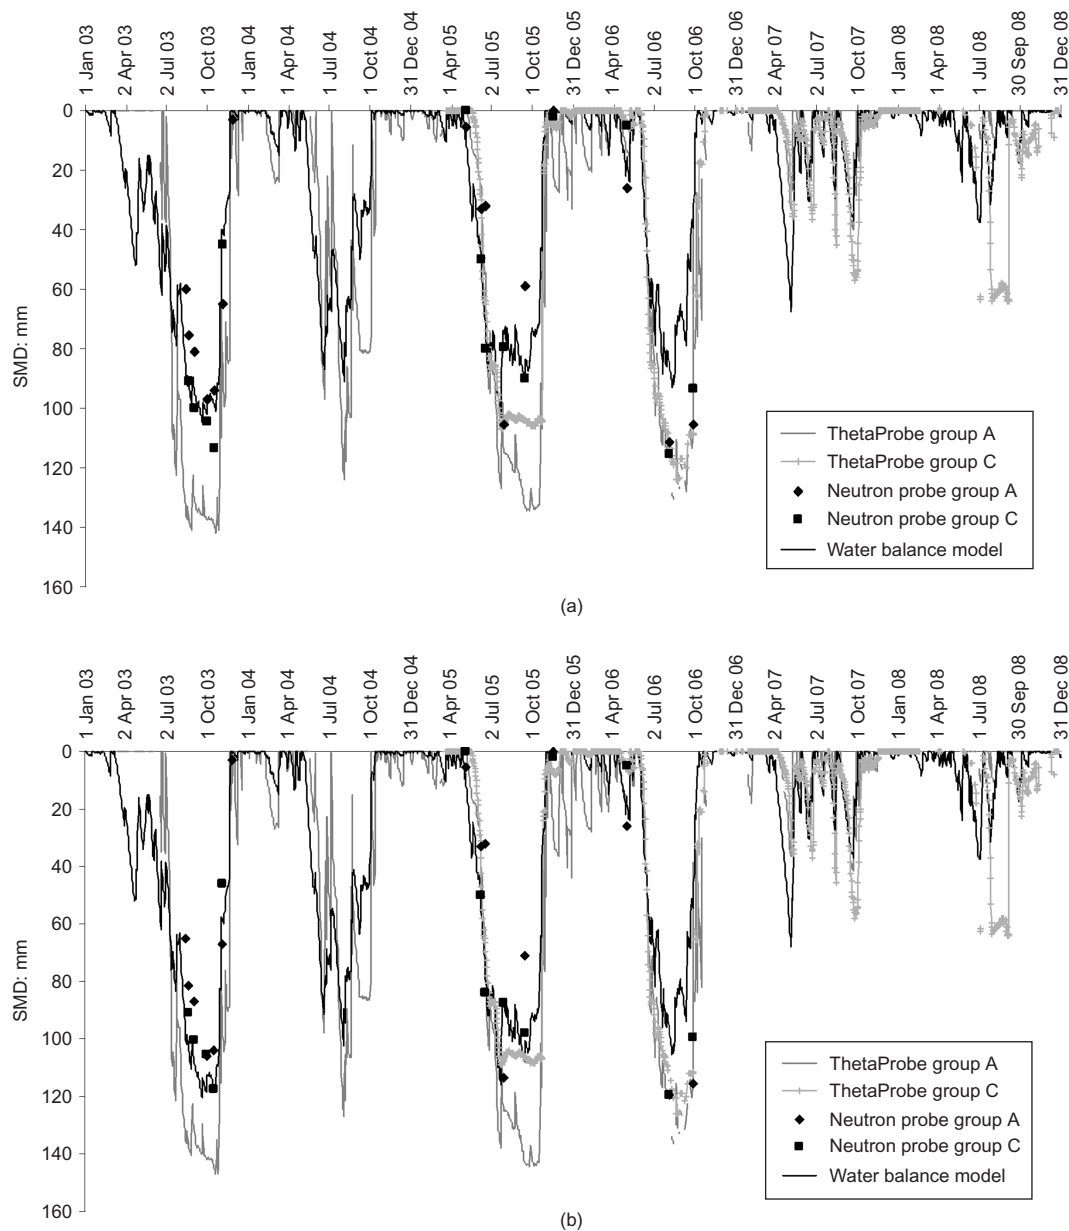 1 Jan 03
2 Apr 03
2 Jul 03
1 Oct 03
1 Jan 04
1 Apr 04
1 Jul 04
1 Oct 04
31 Dec 04
1 Apr 05
2 Jul 05
1 Oct 05
31 Dec 05
1 Apr 06
2 Jul 06
1 Oct 06
31 Dec 06
2 Apr 07
2 Jul 07
1 Oct 07
1 Jan 08
1 Apr 08
1 Jul 08
30 Sep 08
31 Dec 08
0
20
40
60
80
100
120
140
160
SMD: mm
ThetaProbe group A
ThetaProbe group C
Neutron probe group A
Neutron probe group C
Water balance model
(a)
1 Jan 03
2 Apr 03
2 Jul 03
1 Oct 03
1 Jan 04
1 Apr 04
1 Jul 04
1 Oct 04
31 Dec 04
1 Apr 05
2 Jul 05
1 Oct 05
31 Dec 05
1 Apr 06
2 Jul 06
1 Oct 06
31 Dec 06
2 Apr 07
2 Jul 07
1 Oct 07
1 Jan 08
1 Apr 08
1 Jul 08
30 Sep 08
31 Dec 08
0
20
40
60
80
100
120
140
160
SMD: mm
ThetaProbe group A
ThetaProbe group C
Neutron probe group A
Neutron probe group C
Water balance model
(b)